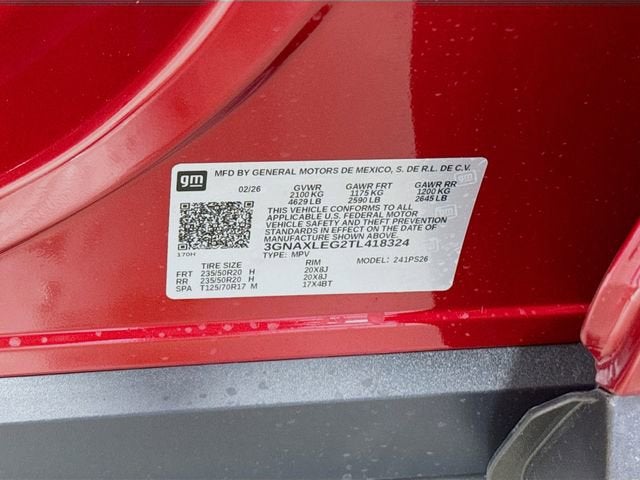 gm
MFD BY GENERAL MOTORS DE MEXICO, S. DE R.L. DE C.V.
02/26 GVWR GAWR FRT GAWR RR
2100 KG 1175 KG 1200 KG
4629 LB 2590 LB 2645 LB
THIS VEHICLE CONFORMS TO ALL
APPLICABLE U.S. FEDERAL MOTOR
VEHICLE SAFETY AND THEFT PREVENTION
STANDARDS IN EFFECT ON THE DATE OF
MANUFACTURE SHOWN ABOVE.
3GNAXLEG2TL418324
170H TYPE: MPV MODEL: 241PS26
TIRE SIZE RIM
FRT 235/50R20 H 20X8J
RR 235/50R20 H 20X8J
SPA T125/70R17 M 17X4BT